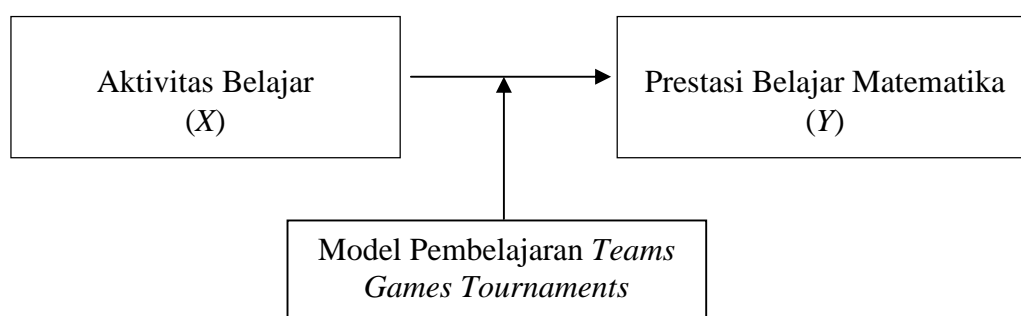 Aktivitas Belajar
(X)
Prestasi Belajar Matematika
(Y)
Model Pembelajaran Teams
Games Tournaments